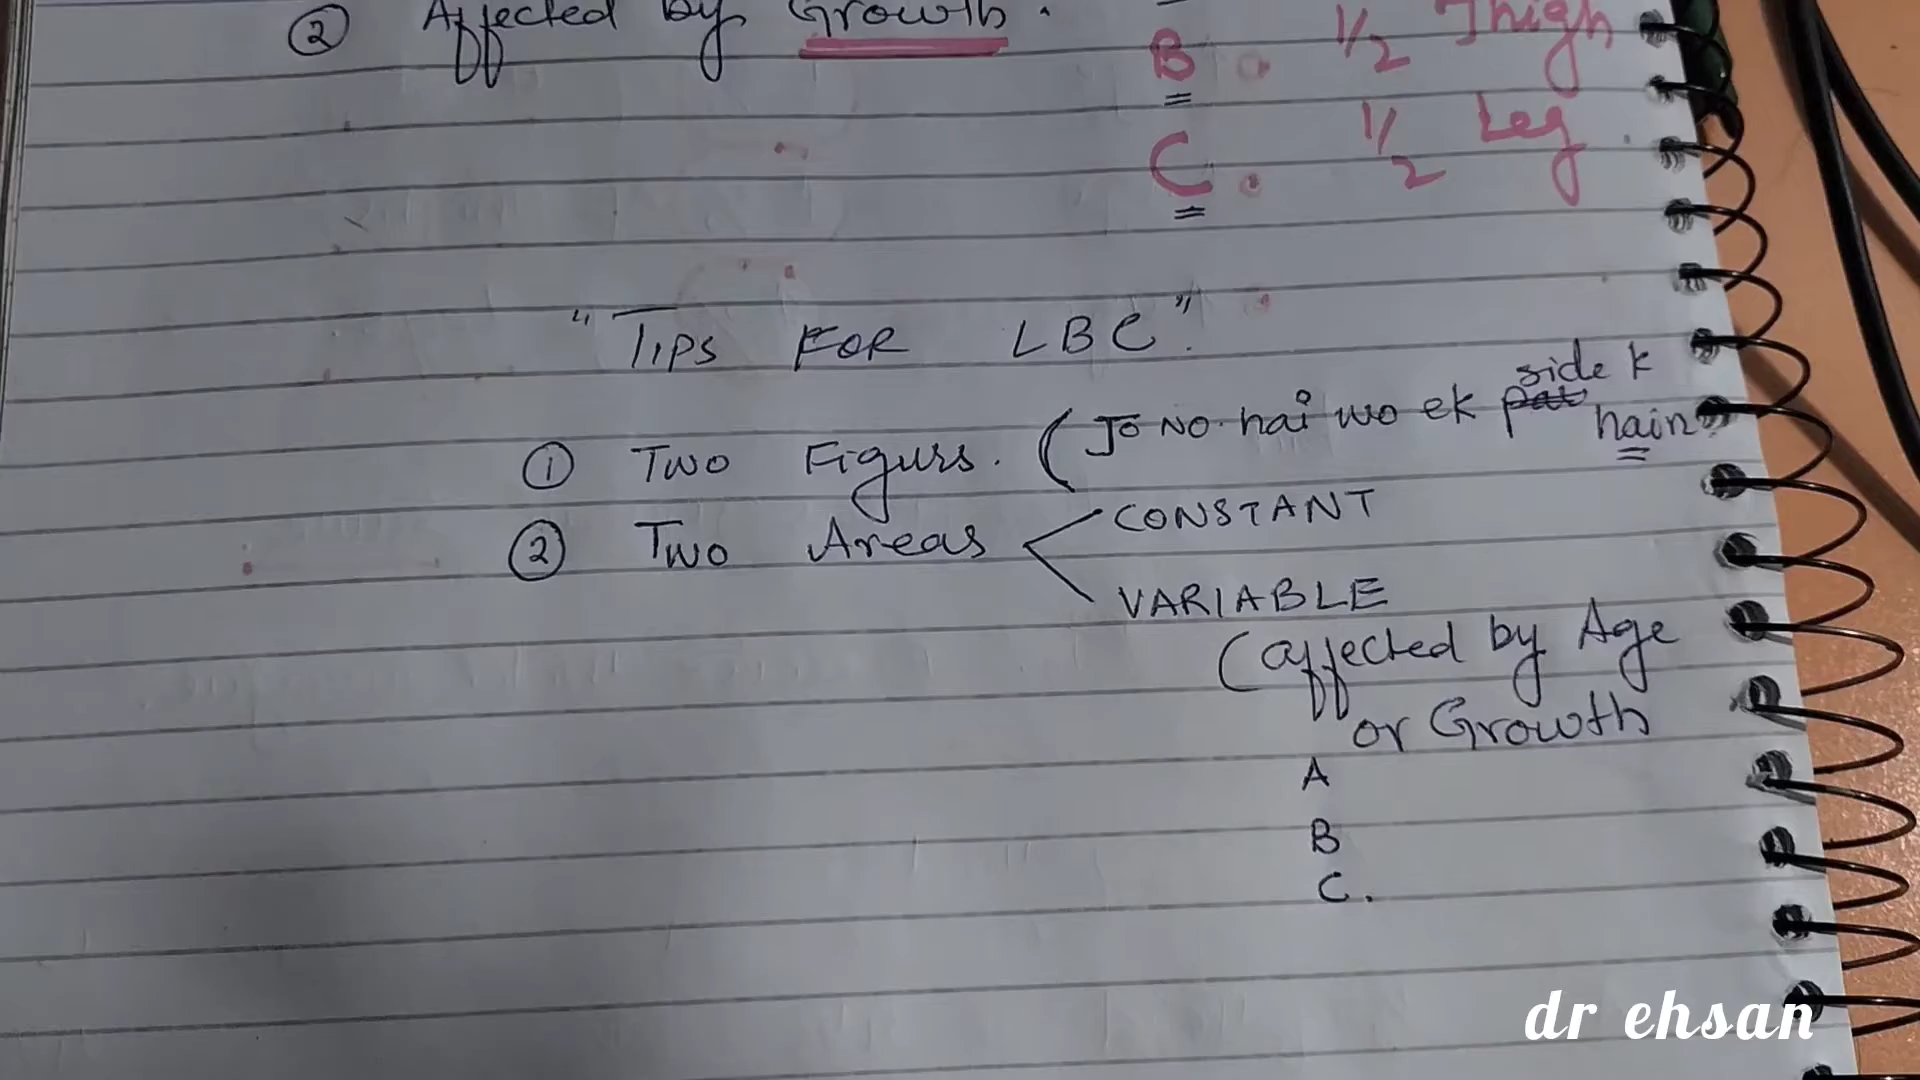 ② Affected by Growth.
B. 1/2 Thigh
C. 1/2 Leg.
"TIPS FOR LBC".
① Two Figurs. (Jo No. hai wo ek side k hain
② Two Areas
CONSTANT
VARIABLE
(affected by Age
or Growth
A
B
C.
dr ehsan